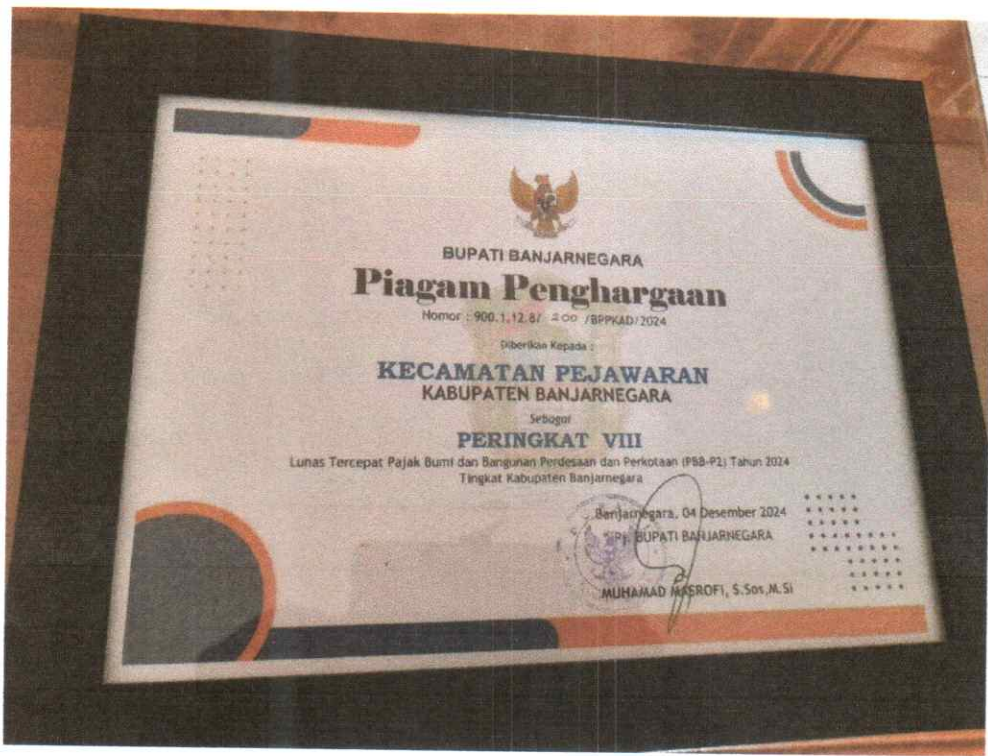 BUPATI BANJARNEGARA
Piagam Penghargaan
Nomor : 900.1.12.8/ 200 /BPPKAD/2024
Diberikan Kepada :
KECAMATAN PEJAWARAN
KABUPATEN BANJARNEGARA
Sebagai
PERINGKAT VIII
Lunas Tercepat Pajak Bumi dan Bangunan Perdesaan dan Perkotaan (PBB-P2) Tahun 2024
Tingkat Kabupaten Banjarnegara
Banjarnegara, 04 Desember 2024
Pj. BUPATI BANJARNEGARA
MUHAMAD MASROFI, S.Sos,M.Si